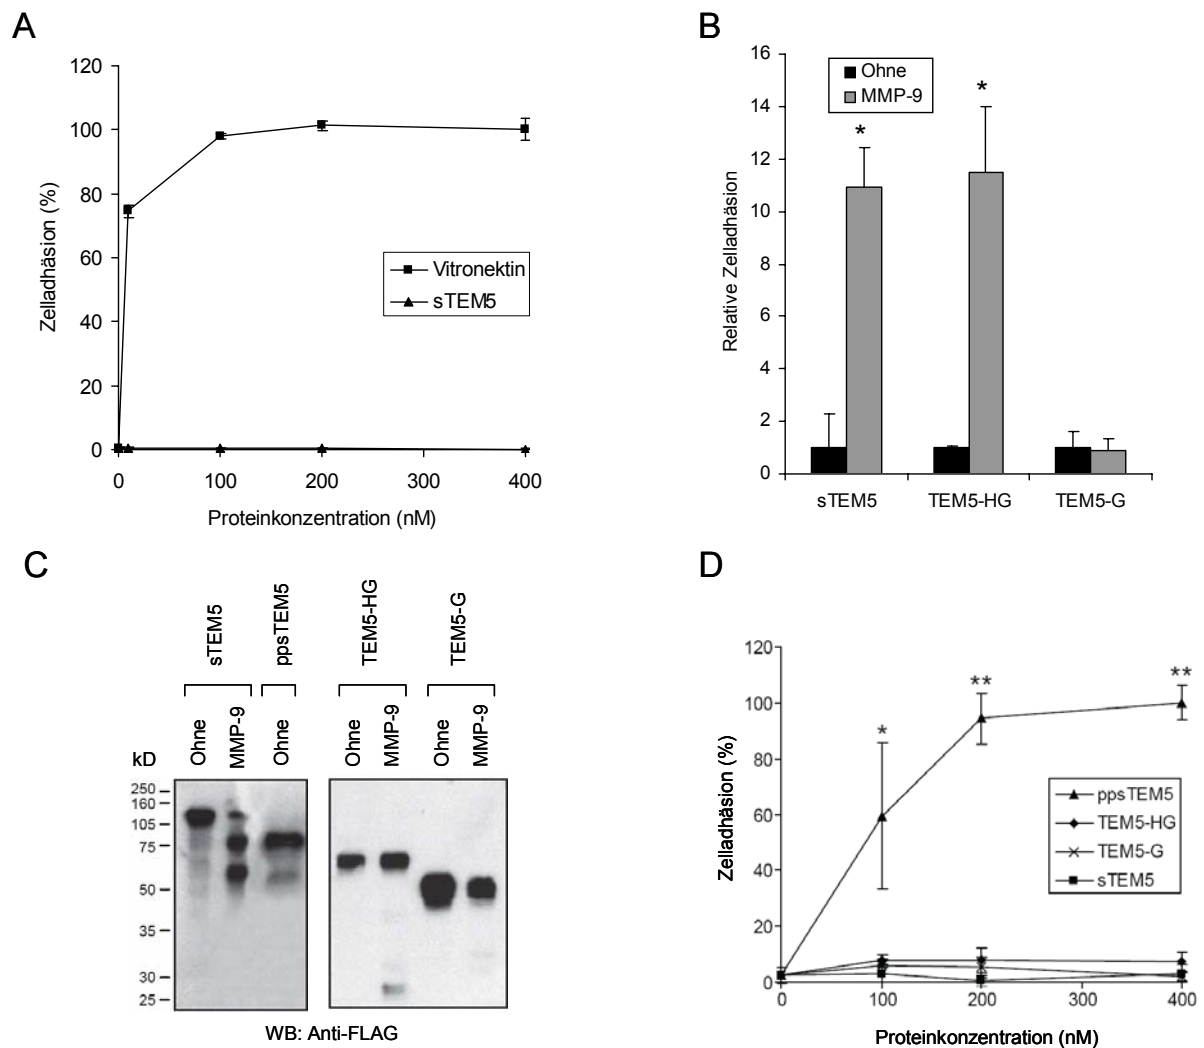 A
120
100
80
60
40
20
0
Zelladhäsion (%)
0 100 200 300 400
Proteinkonzentration (nM)
Vitronektin
sTEM5
B
16
14
12
10
8
6
4
2
0
Relative Zelladhäsion
Ohne
MMP-9
*
*
sTEM5 TEM5-HG TEM5-G
C
sTEM5 ppsTEM5 TEM5-HG TEM5-G
Ohne MMP-9 Ohne Ohne MMP-9 Ohne MMP-9
kD
250
160
105
75
50
35
30
25
WB: Anti-FLAG
D
120
100
80
60
40
20
0
Zelladhäsion (%)
*
**
**
ppsTEM5
TEM5-HG
TEM5-G
sTEM5
0 100 200 300 400
Proteinkonzentration (nM)